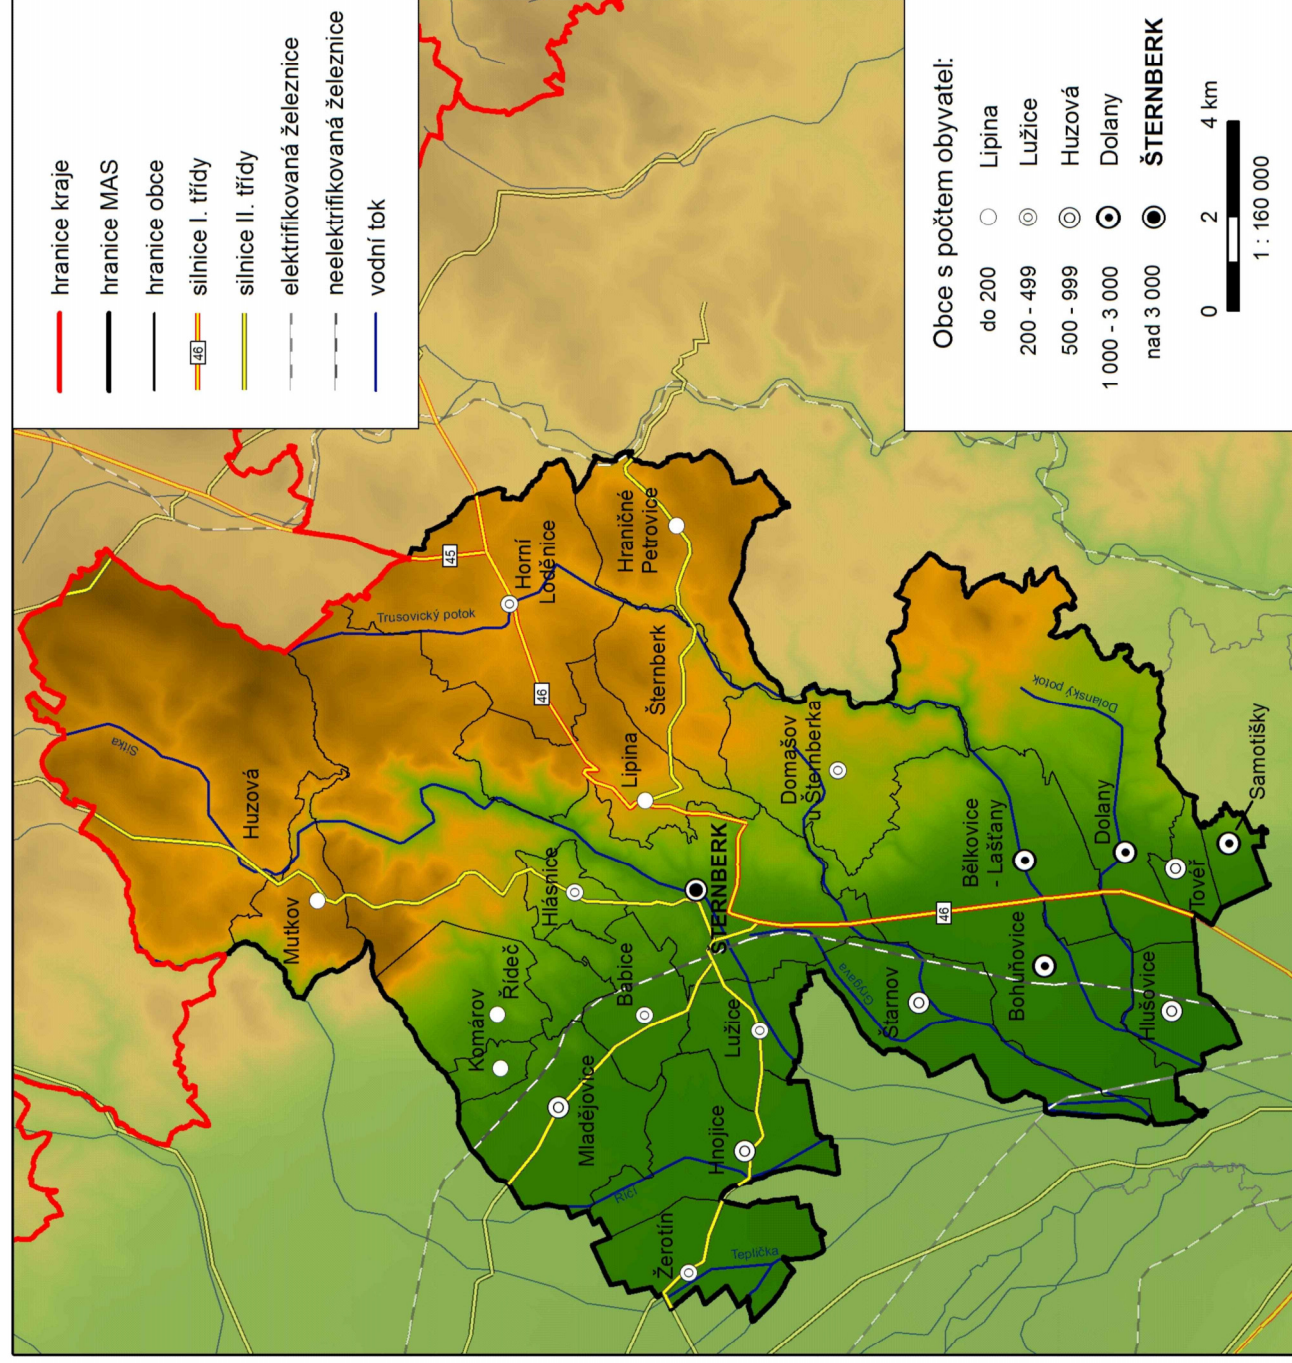 hranice kraje
hranice MAS
hranice obce
46
silnice I. třídy
silnice II. třídy
elektrifikovaná železnice
neelektrifikovaná železnice
vodní tok
Obce s počtem obyvatel:
do 200 Lipina
200 - 499 Lužice
500 - 999 Huzová
1 000 - 3 000 Dolany
nad 3 000 ŠTERNBERK
0 2 4 km
1 : 160 000
Sitka
Huzová
Mutkov
Trusovický potok
45
Horní
Loděnice
46
Hraničné
Petrovice
Šternberk
Lipina
Domašov
u Šternberka
Hlásnice
ŠTERNBERK
Řídeč
Komárov
Babice
Mladějovice
Lužice
Hnojice
Říčí
Žerotín
Teplička
Grygava
Štarnov
46
Bělkovice
- Lašťany
Dolanský potok
Dolany
Bohuňovice
Hlušovice
Tovéř
Samotišky